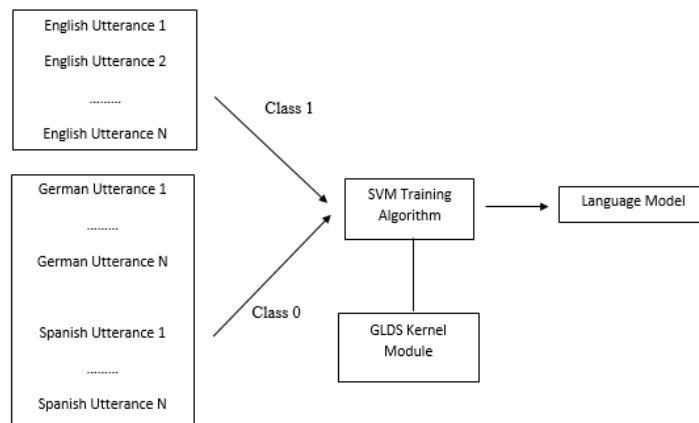 English Utterance 1
English Utterance 2
.........
English Utterance N
Class 1
German Utterance 1
.........
German Utterance N
Spanish Utterance 1
.........
Spanish Utterance N
Class 0
SVM Training
Algorithm
Language Model
GLDS Kernel
Module